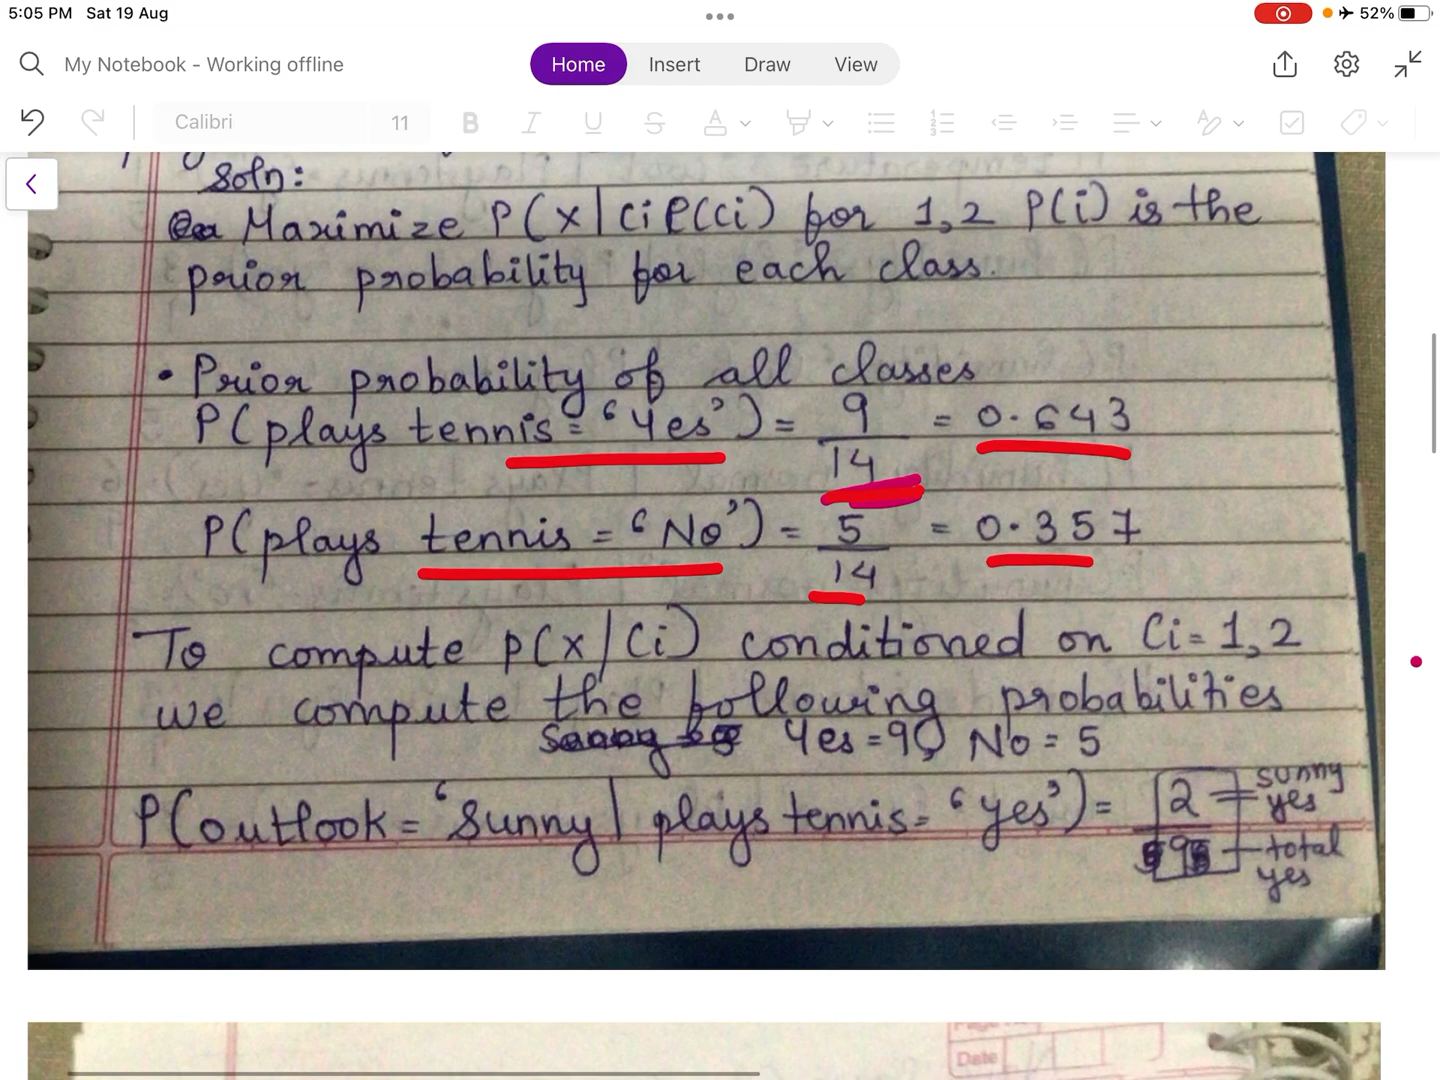 5:05 PM Sat 19 Aug
52%
My Notebook - Working offline
Home Insert Draw View
Calibri 11
Soln:
Maximize P(x|CiP(Ci) for 1,2 P(i) is the
prior probability for each class.
• Prior probability of all classes
P(plays tennis = 'Yes') = 9/14 = 0.643
P(plays tennis = 'No') = 5/14 = 0.357
To compute P(x/Ci) conditioned on Ci = 1,2
we compute the following probabilities
Yes = 9, No = 5
P(outlook = 'Sunny | plays tennis = 'yes') = 2/9
sunny
yes
total
yes
Date